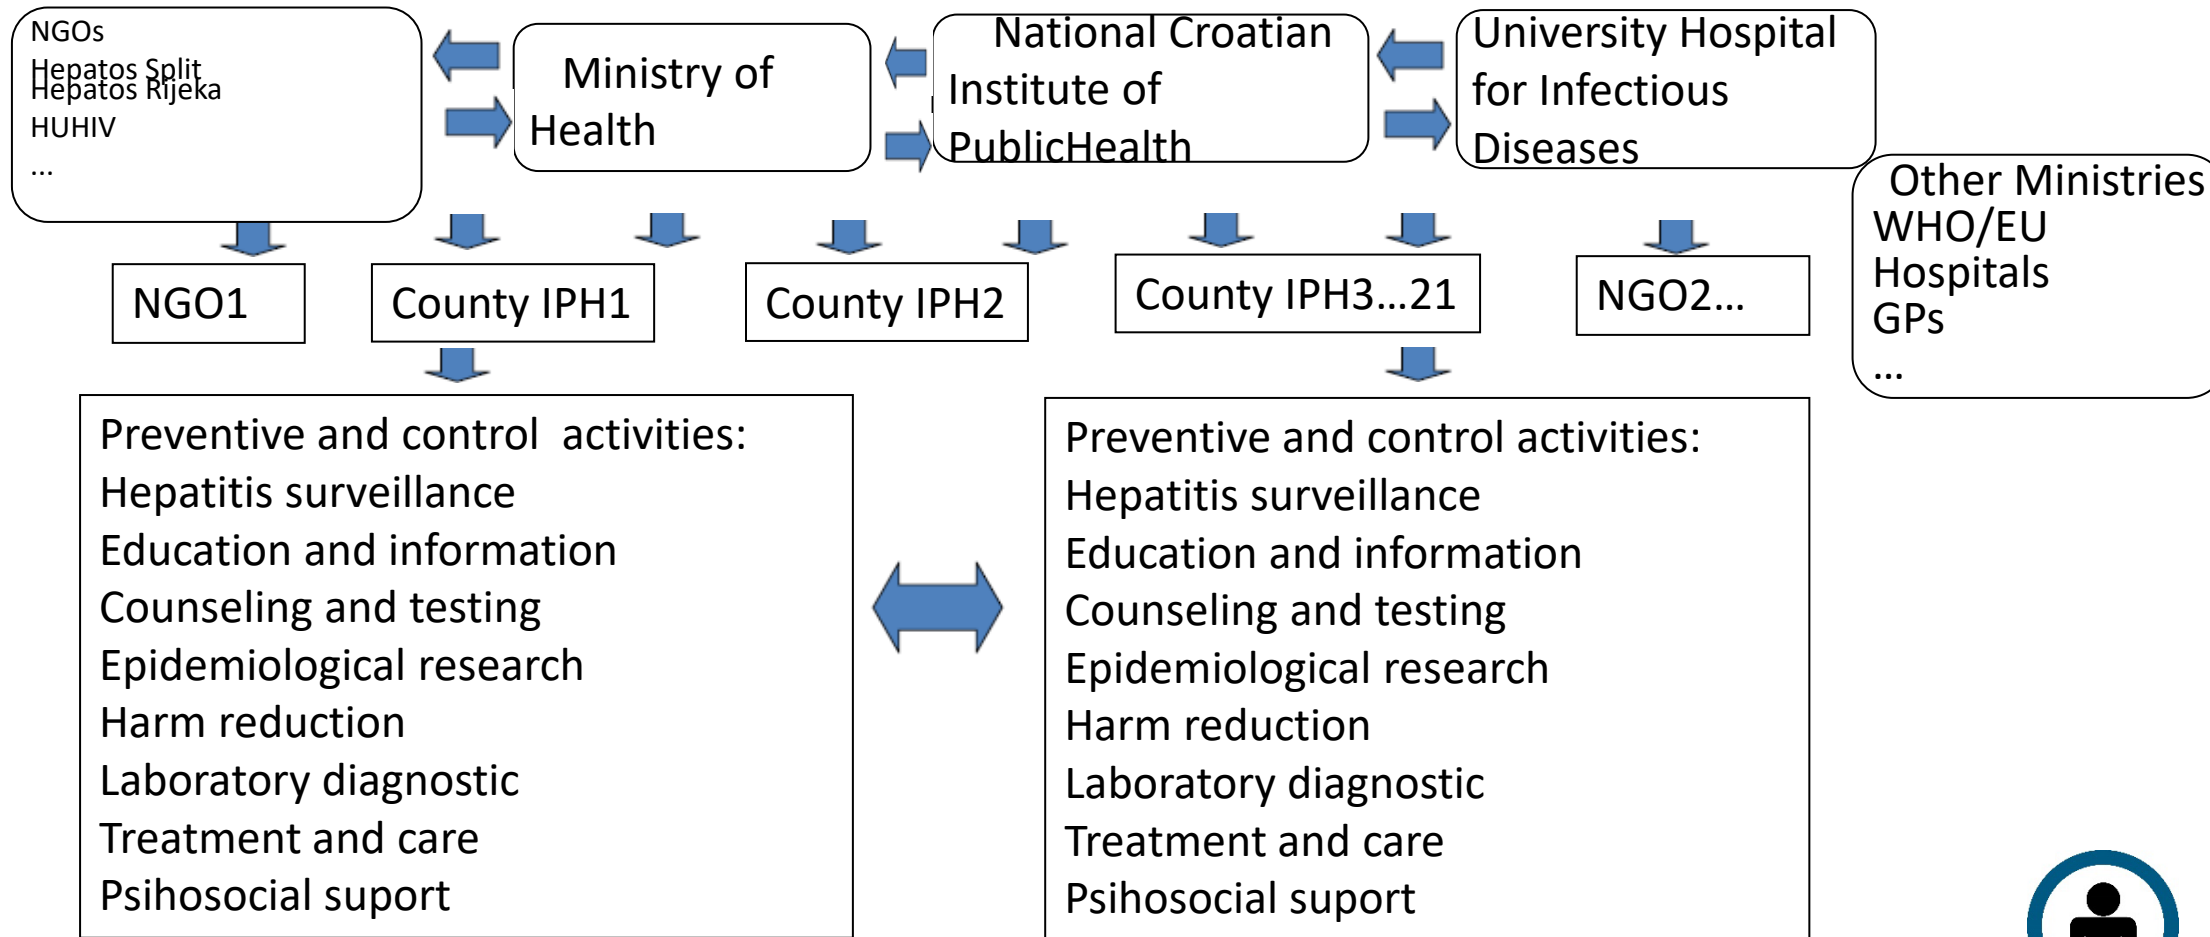 NGOs
Hepatos Split
Hepatos Rijeka
HUHIV
...
Ministry of
Health
National Croatian
Institute of
PublicHealth
University Hospital
for Infectious
Diseases
Other Ministries
WHO/EU
Hospitals
GPs
...
NGO1
County IPH1
County IPH2
County IPH3...21
NGO2...
Preventive and control activities:
Hepatitis surveillance
Education and information
Counseling and testing
Epidemiological research
Harm reduction
Laboratory diagnostic
Treatment and care
Psihosocial suport
Preventive and control activities:
Hepatitis surveillance
Education and information
Counseling and testing
Epidemiological research
Harm reduction
Laboratory diagnostic
Treatment and care
Psihosocial suport